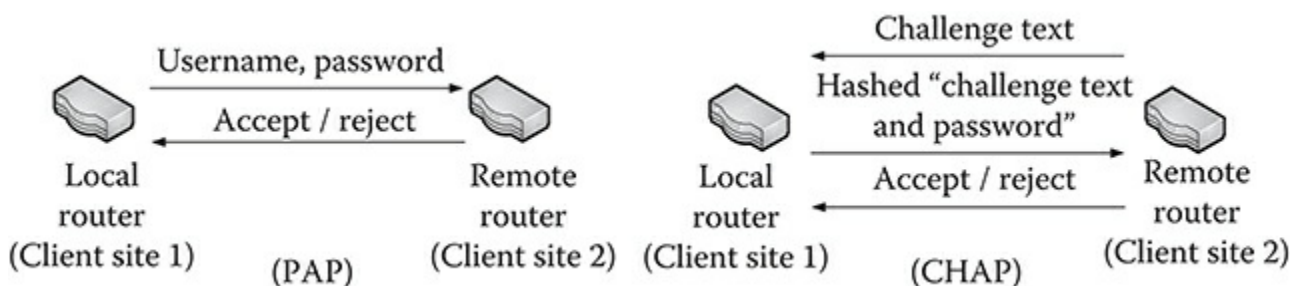 Username, password
Accept / reject
Local
router
(Client site 1)
Remote
router
(Client site 2)
(PAP)
Challenge text
Hashed “challenge text
and password”
Accept / reject
Local
router
(Client site 1)
Remote
router
(Client site 2)
(CHAP)